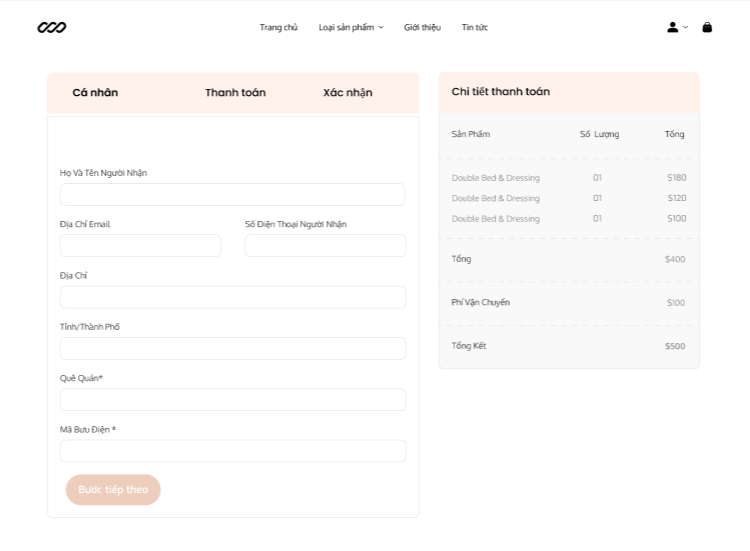 Trang chủ Loại sản phẩm Giới thiệu Tin tức
Cá nhân Thanh toán Xác nhận
Họ Và Tên Người Nhận
Địa Chỉ Email Số Điện Thoại Người Nhận
Địa Chỉ
Tỉnh/Thành Phố
Quê Quán*
Mã Bưu Điện *
Bước tiếp theo
Chi tiết thanh toán
Sản Phẩm Số Lượng Tổng
Double Bed & Dressing 01 $180
Double Bed & Dressing 01 $120
Double Bed & Dressing 01 $100
Tổng $400
Phí Vận Chuyển $100
Tổng Kết $500